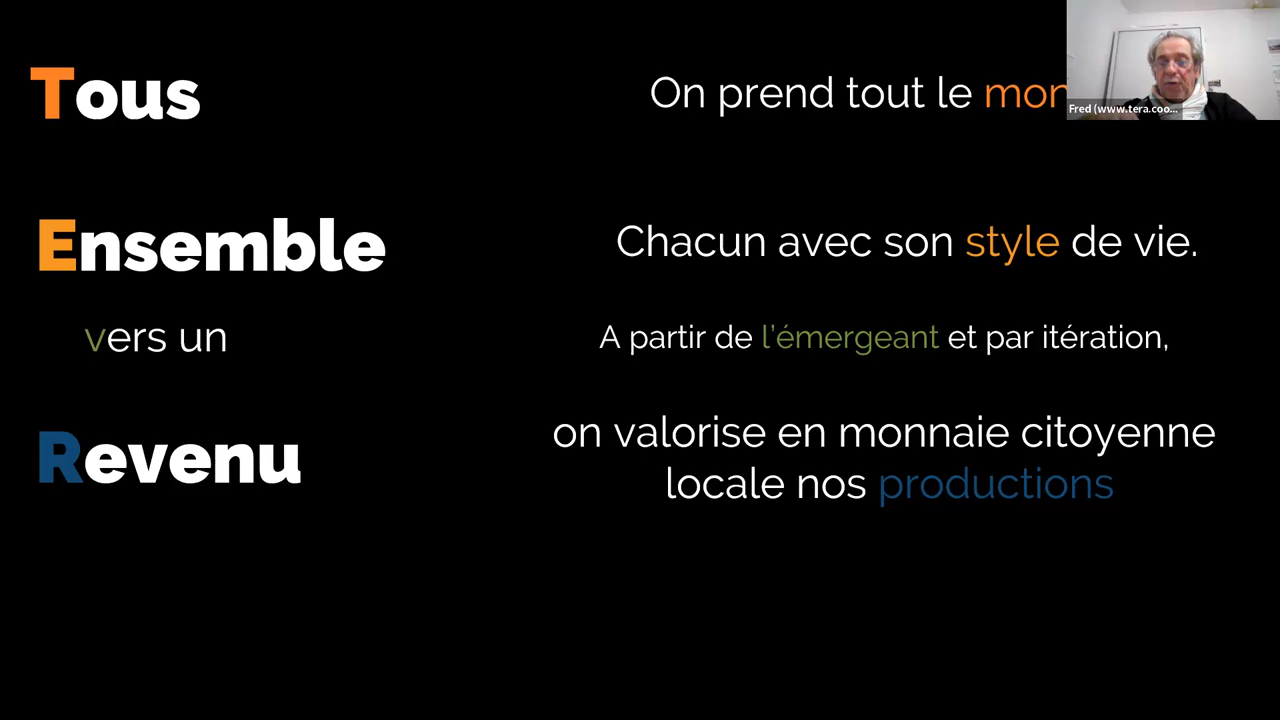 Tous
On prend tout le
Fred (www.tera.coo...
Ensemble
Chacun avec son style de vie.
vers un
A partir de l'émergeant et par itération,
Revenu
on valorise en monnaie citoyenne
locale nos productions